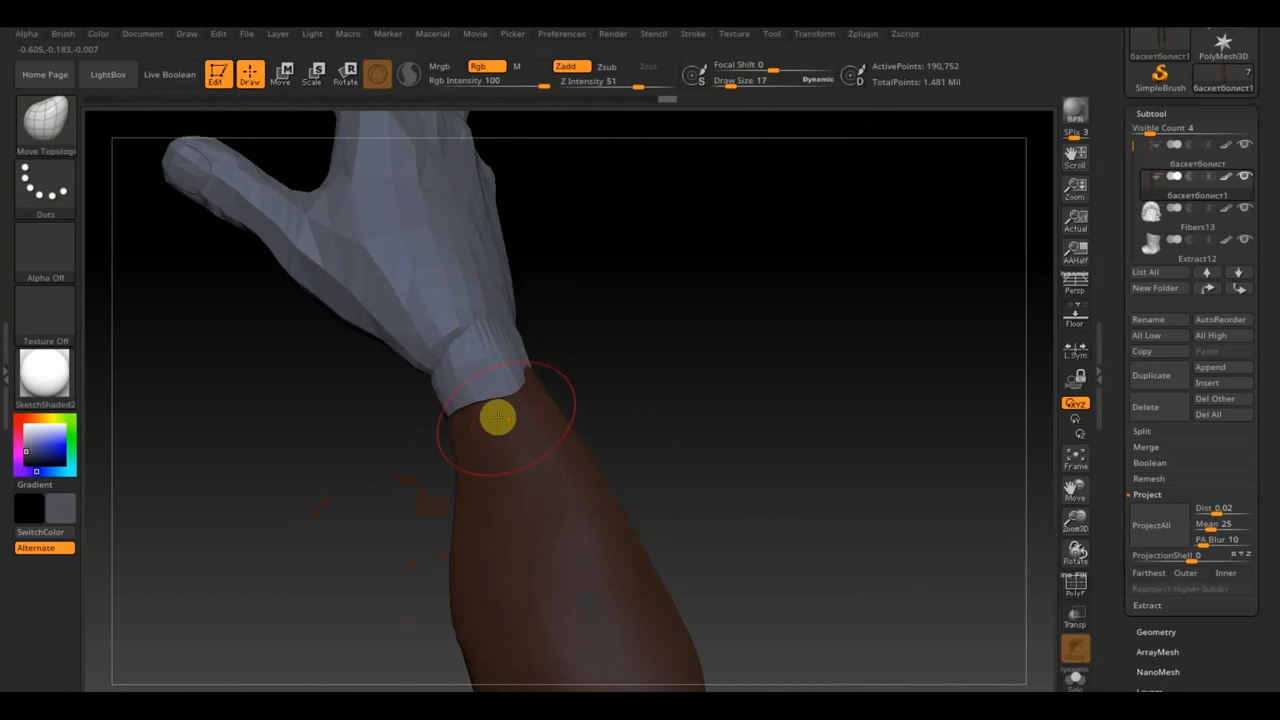 Alpha Brush Color Document Draw Edit File Layer Light Macro Marker Material Movie Picker Preferences Render Stencil Stroke Texture Tool Transform Zplugin Zscript
-0.605,-0.183,-0.007
Home Page LightBox Live Boolean Edit Draw Move Scale Rotate
Mrgb Rgb M
Rgb Intensity 100
Zadd Zsub Zcut
Z Intensity 51
S
Focal Shift 0
Draw Size 17 Dynamic
D
ActivePoints: 190,752
TotalPoints: 1.481 Mil
Move Topologi
Dots
Alpha Off
Texture Off
SketchShaded2
Gradient
SwitchColor
Alternate
BPR
SPix 3
Scroll
Zoom
Actual
AAHalf
Persp
Floor
L.Sym
XYZ
Y
Z
Frame
Move
Zoom3D
Rotate
PolyF
Transp
Ghost
Solo
баскетболист1 PolyMesh3D
7
SimpleBrush баскетболист1
Subtool
Visible Count 4
баскетболист
баскетболист1
Fibers13
Extract12
List All
New Folder
Rename AutoReorder
All Low All High
Copy Paste
Duplicate Append
Insert
Delete Del Other
Del All
Split
Merge
Boolean
Remesh
Project
ProjectAll Dist 0.02
Mean 25
PA Blur 10
ProjectionShell 0 X Y Z
Farthest Outer Inner
Reproject Higher Subdiv
Extract
Geometry
ArrayMesh
NanoMesh